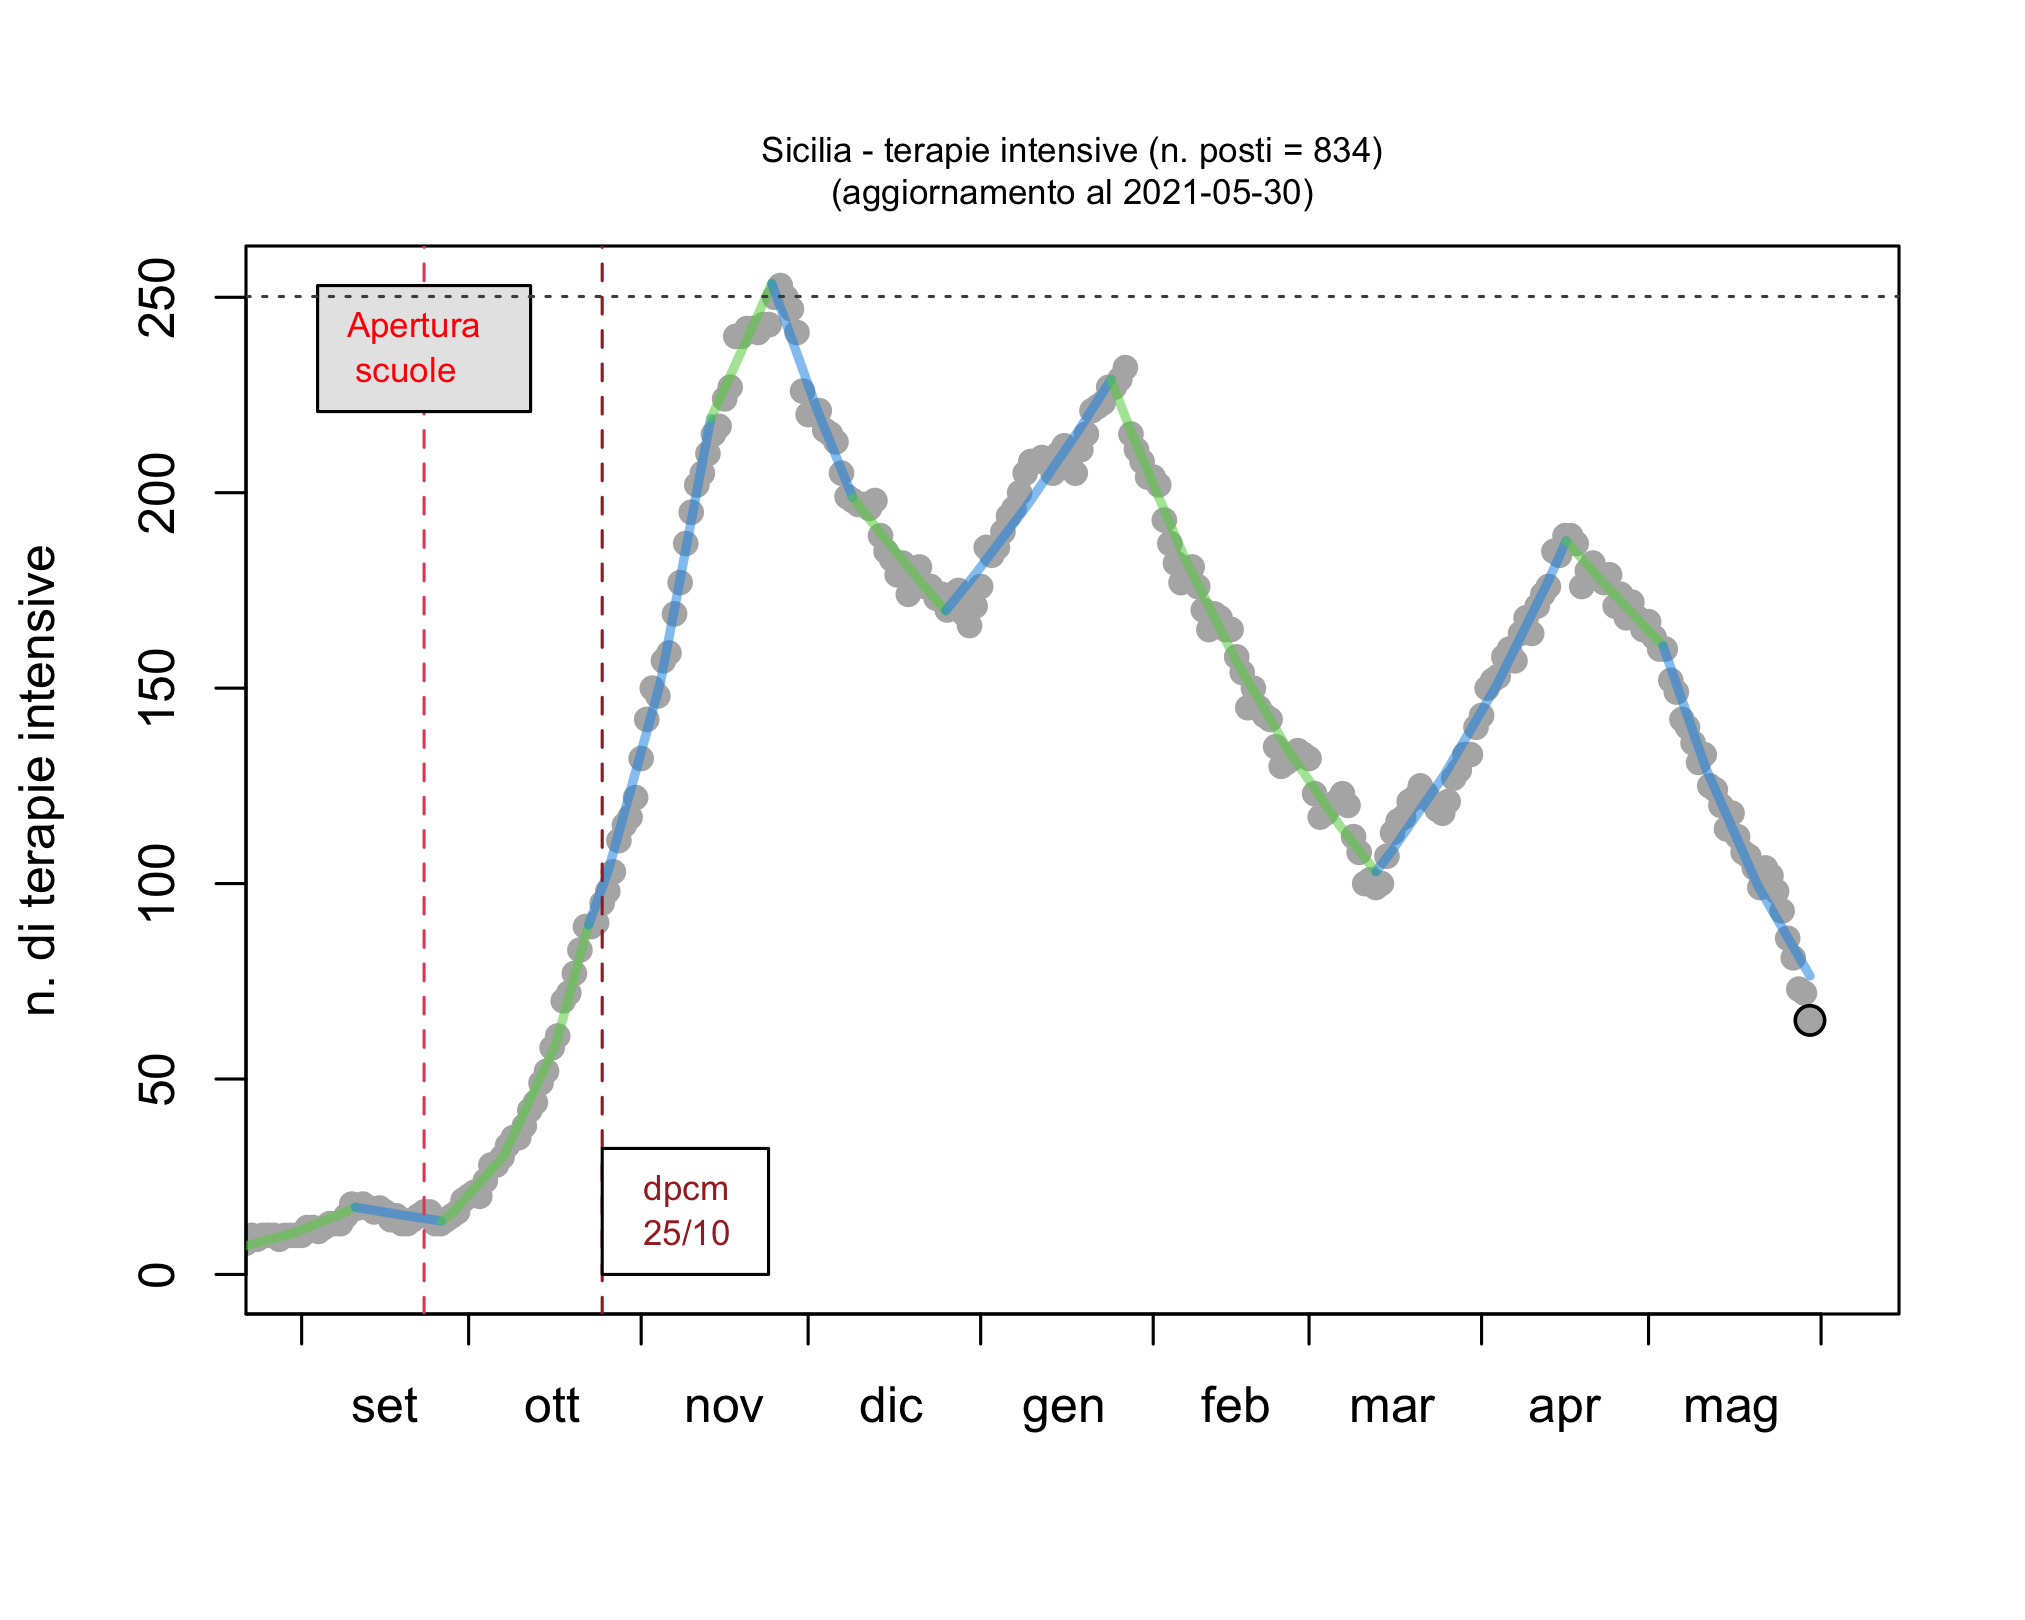 Sicilia - terapie intensive (n. posti = 834)
(aggiornamento al 2021-05-30)
n. di terapie intensive
250
200
150
100
50
0
Apertura
scuole
dpcm
25/10
set ott nov dic gen feb mar apr mag